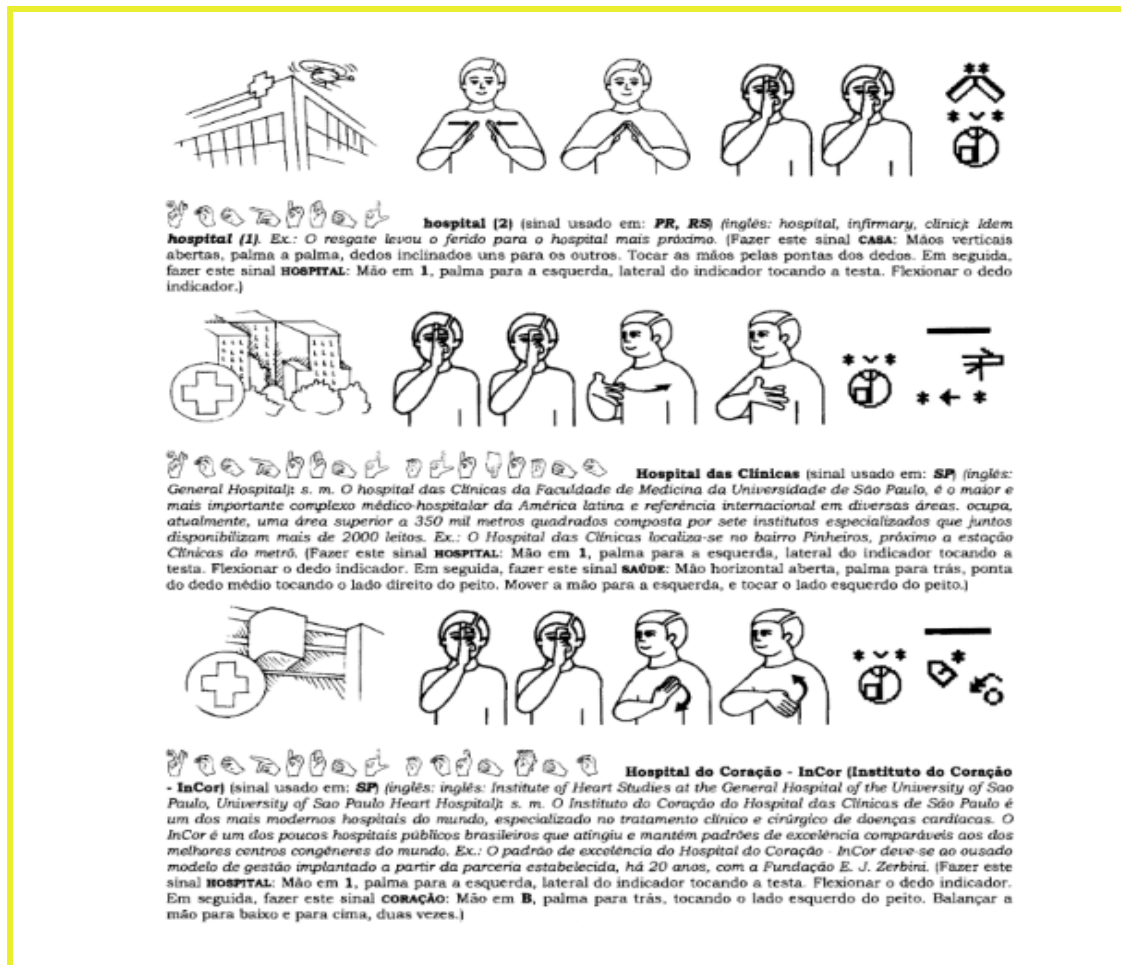 hospital (2) (sinal usado em: PR, RS) (inglês: hospital, infirmary, clinic): Idem
hospital (1). Ex.: O resgate levou o ferido para o hospital mais próximo. (Fazer este sinal CASA: Mãos verticais
abertas, palma a palma, dedos inclinados uns para os outros. Tocar as mãos pelas pontas dos dedos. Em seguida,
fazer este sinal HOSPITAL: Mão em 1, palma para a esquerda, lateral do indicador tocando a testa. Flexionar o dedo
indicador.)
Hospital das Clínicas (sinal usado em: SP) (inglês:
General Hospital): s. m. O hospital das Clínicas da Faculdade de Medicina da Universidade de São Paulo, é o maior e
mais importante complexo médico-hospitalar da América latina e referência internacional em diversas áreas. ocupa,
atualmente, uma área superior a 350 mil metros quadrados composta por sete institutos especializados que juntos
disponibilizam mais de 2000 leitos. Ex.: O Hospital das Clínicas localiza-se no bairro Pinheiros, próximo a estação
Clínicas do metrô. (Fazer este sinal HOSPITAL: Mão em 1, palma para a esquerda, lateral do indicador tocando a
testa. Flexionar o dedo indicador. Em seguida, fazer este sinal SAÚDE: Mão horizontal aberta, palma para trás, ponta
do dedo médio tocando o lado direito do peito. Mover a mão para a esquerda, e tocar o lado esquerdo do peito.)
Hospital do Coração - InCor (Instituto do Coração
- InCor) (sinal usado em: SP) (inglês: inglês: Institute of Heart Studies at the General Hospital of the University of Sao
Paulo, University of Sao Paulo Heart Hospital): s. m. O Instituto do Coração do Hospital das Clínicas de São Paulo é
um dos mais modernos hospitais do mundo, especializado no tratamento clínico e cirúrgico de doenças cardíacas. O
InCor é um dos poucos hospitais públicos brasileiros que atingiu e mantém padrões de excelência comparáveis aos dos
melhores centros congêneres do mundo. Ex.: O padrão de excelência do Hospital do Coração - InCor deve-se ao ousado
modelo de gestão implantado a partir da parceria estabelecida, há 20 anos, com a Fundação E. J. Zerbini. (Fazer este
sinal HOSPITAL: Mão em 1, palma para a esquerda, lateral do indicador tocando a testa. Flexionar o dedo indicador.
Em seguida, fazer este sinal CORAÇÃO: Mão em B, palma para trás, tocando o lado esquerdo do peito. Balançar a
mão para baixo e para cima, duas vezes.)